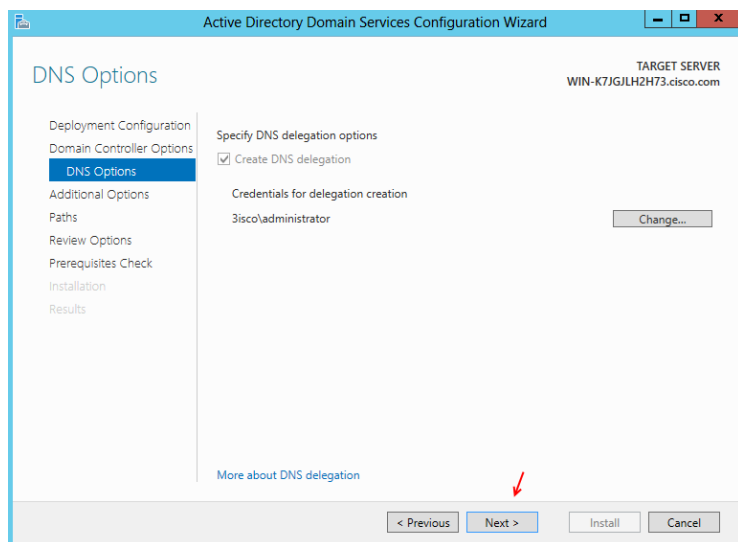 Active Directory Domain Services Configuration Wizard
DNS Options
TARGET SERVER
WIN-K7JGJLH2H73.cisco.com
Deployment Configuration
Domain Controller Options
DNS Options
Additional Options
Paths
Review Options
Prerequisites Check
Installation
Results
Specify DNS delegation options
Create DNS delegation
Credentials for delegation creation
3isco\administrator
Change...
More about DNS delegation
< Previous
Next >
Install
Cancel